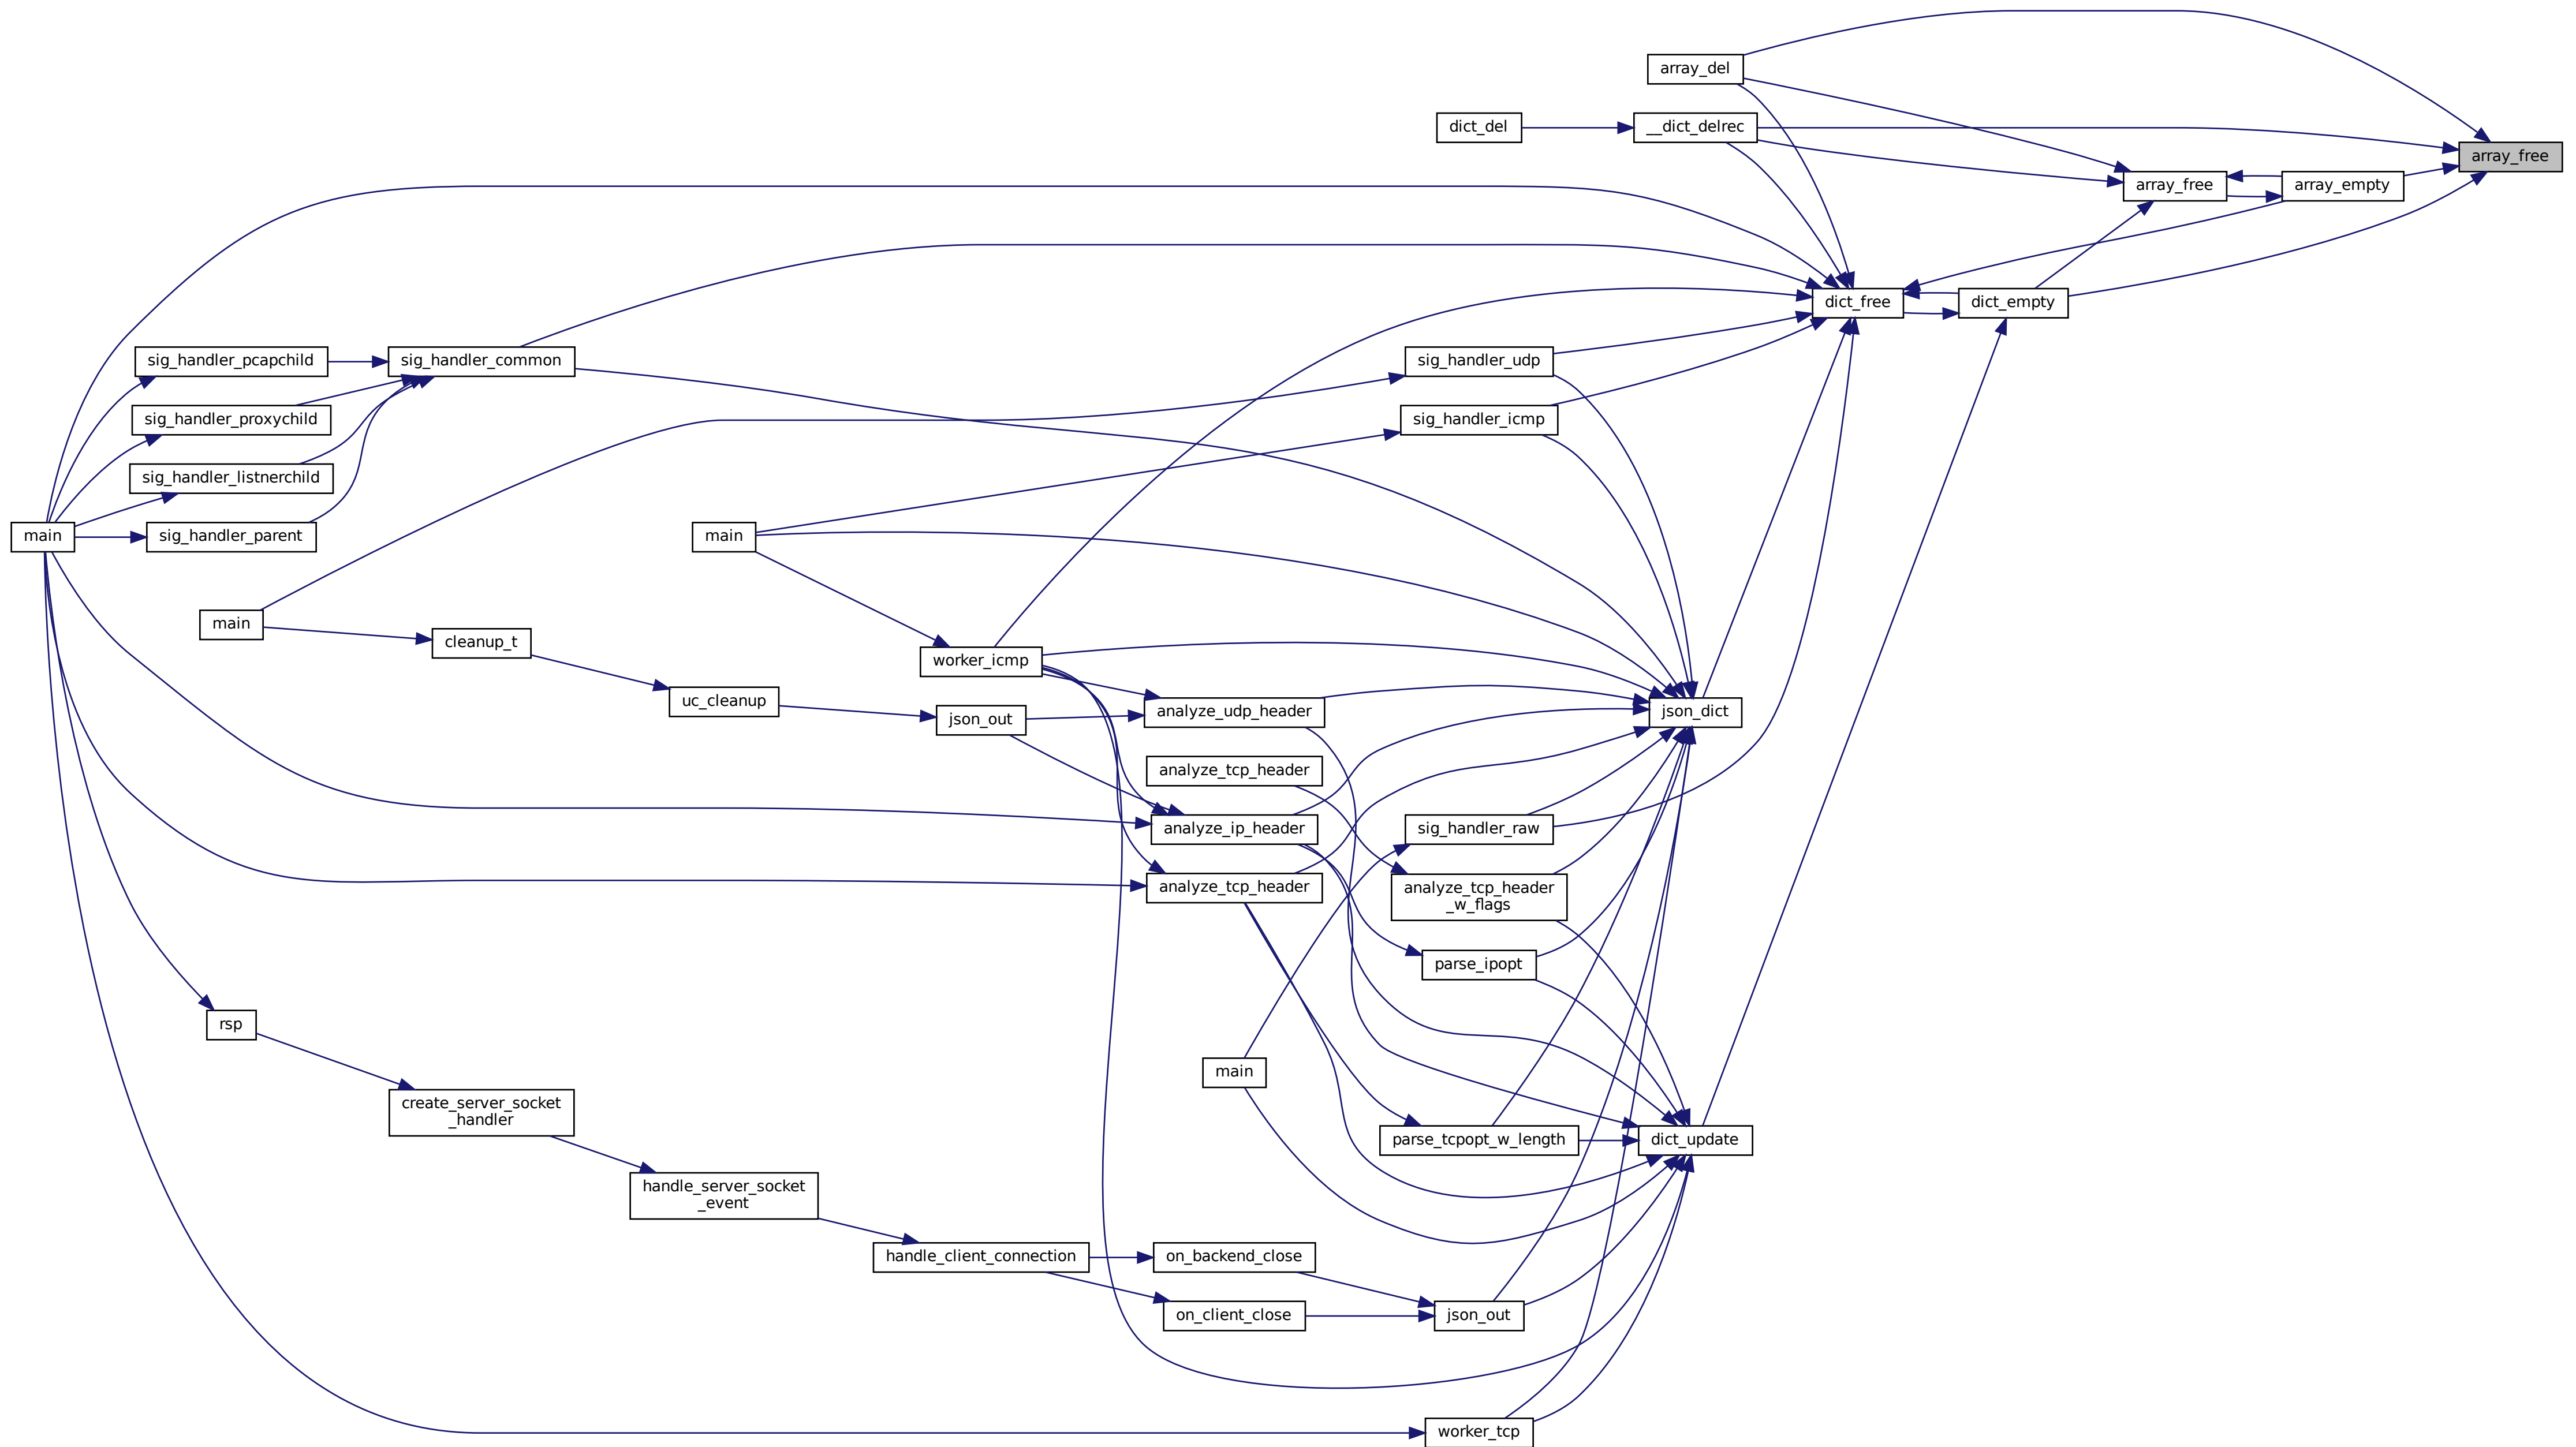 array_del
dict_del
__dict_delrec
array_free
array_free
array_empty
dict_free
dict_empty
sig_handler_pcapchild
sig_handler_common
sig_handler_udp
sig_handler_proxychild
sig_handler_icmp
sig_handler_listnerchild
main
sig_handler_parent
main
main
cleanup_t
worker_icmp
uc_cleanup
json_out
analyze_udp_header
json_dict
analyze_tcp_header
analyze_ip_header
sig_handler_raw
analyze_tcp_header
analyze_tcp_header
_w_flags
parse_ipopt
rsp
main
create_server_socket
_handler
parse_tcpopt_w_length
dict_update
handle_server_socket
_event
handle_client_connection
on_backend_close
on_client_close
json_out
worker_tcp